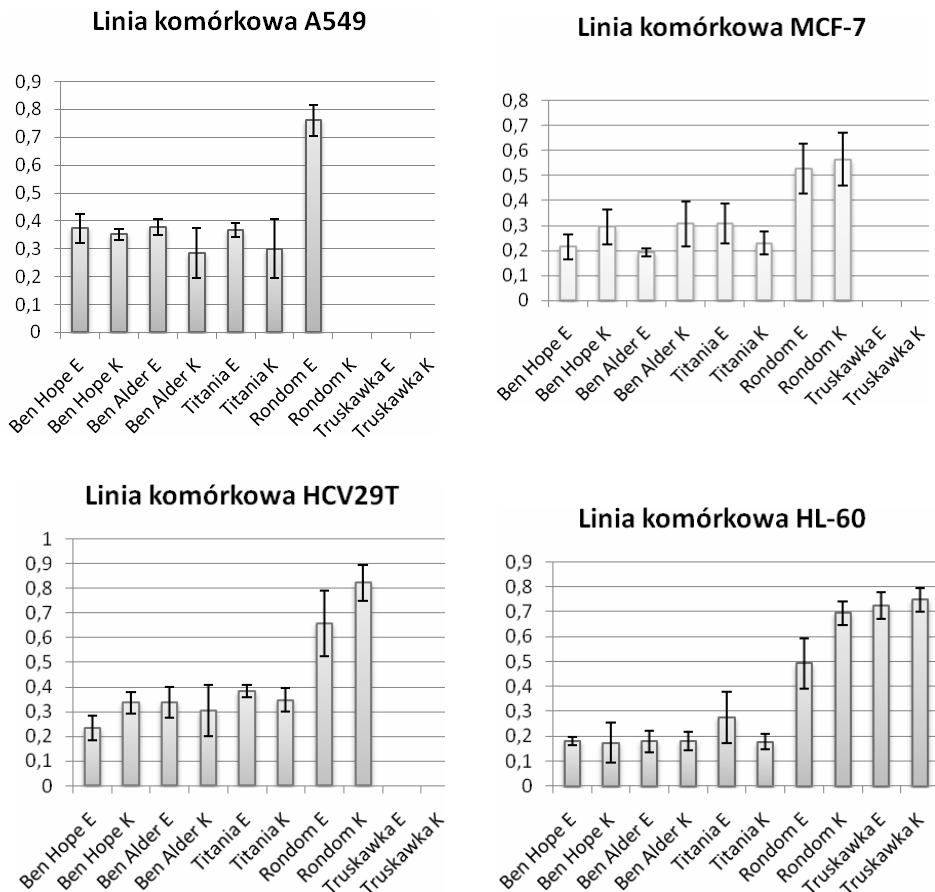 Linia komórkowa A549
0,9
0,8
0,7
0,6
0,5
0,4
0,3
0,2
0,1
0
Ben Hope E
Ben Hope K
Ben Alder E
Ben Alder K
Titania E
Titania K
Rondom E
Rondom K
Truskawka E
Truskawka K
Linia komórkowa MCF-7
0,8
0,7
0,6
0,5
0,4
0,3
0,2
0,1
0
Ben Hope E
Ben Hope K
Ben Alder E
Ben Alder K
Titania E
Titania K
Rondom E
Rondom K
Truskawka E
Truskawka K
Linia komórkowa HCV29T
1
0,9
0,8
0,7
0,6
0,5
0,4
0,3
0,2
0,1
0
Ben Hope E
Ben Hope K
Ben Alder E
Ben Alder K
Titania E
Titania K
Rondom E
Rondom K
Truskawka E
Truskawka K
Linia komórkowa HL-60
0,9
0,8
0,7
0,6
0,5
0,4
0,3
0,2
0,1
0
Ben Hope E
Ben Hope K
Ben Alder E
Ben Alder K
Titania E
Titania K
Rondom E
Rondom K
Truskawka E
Truskawka K